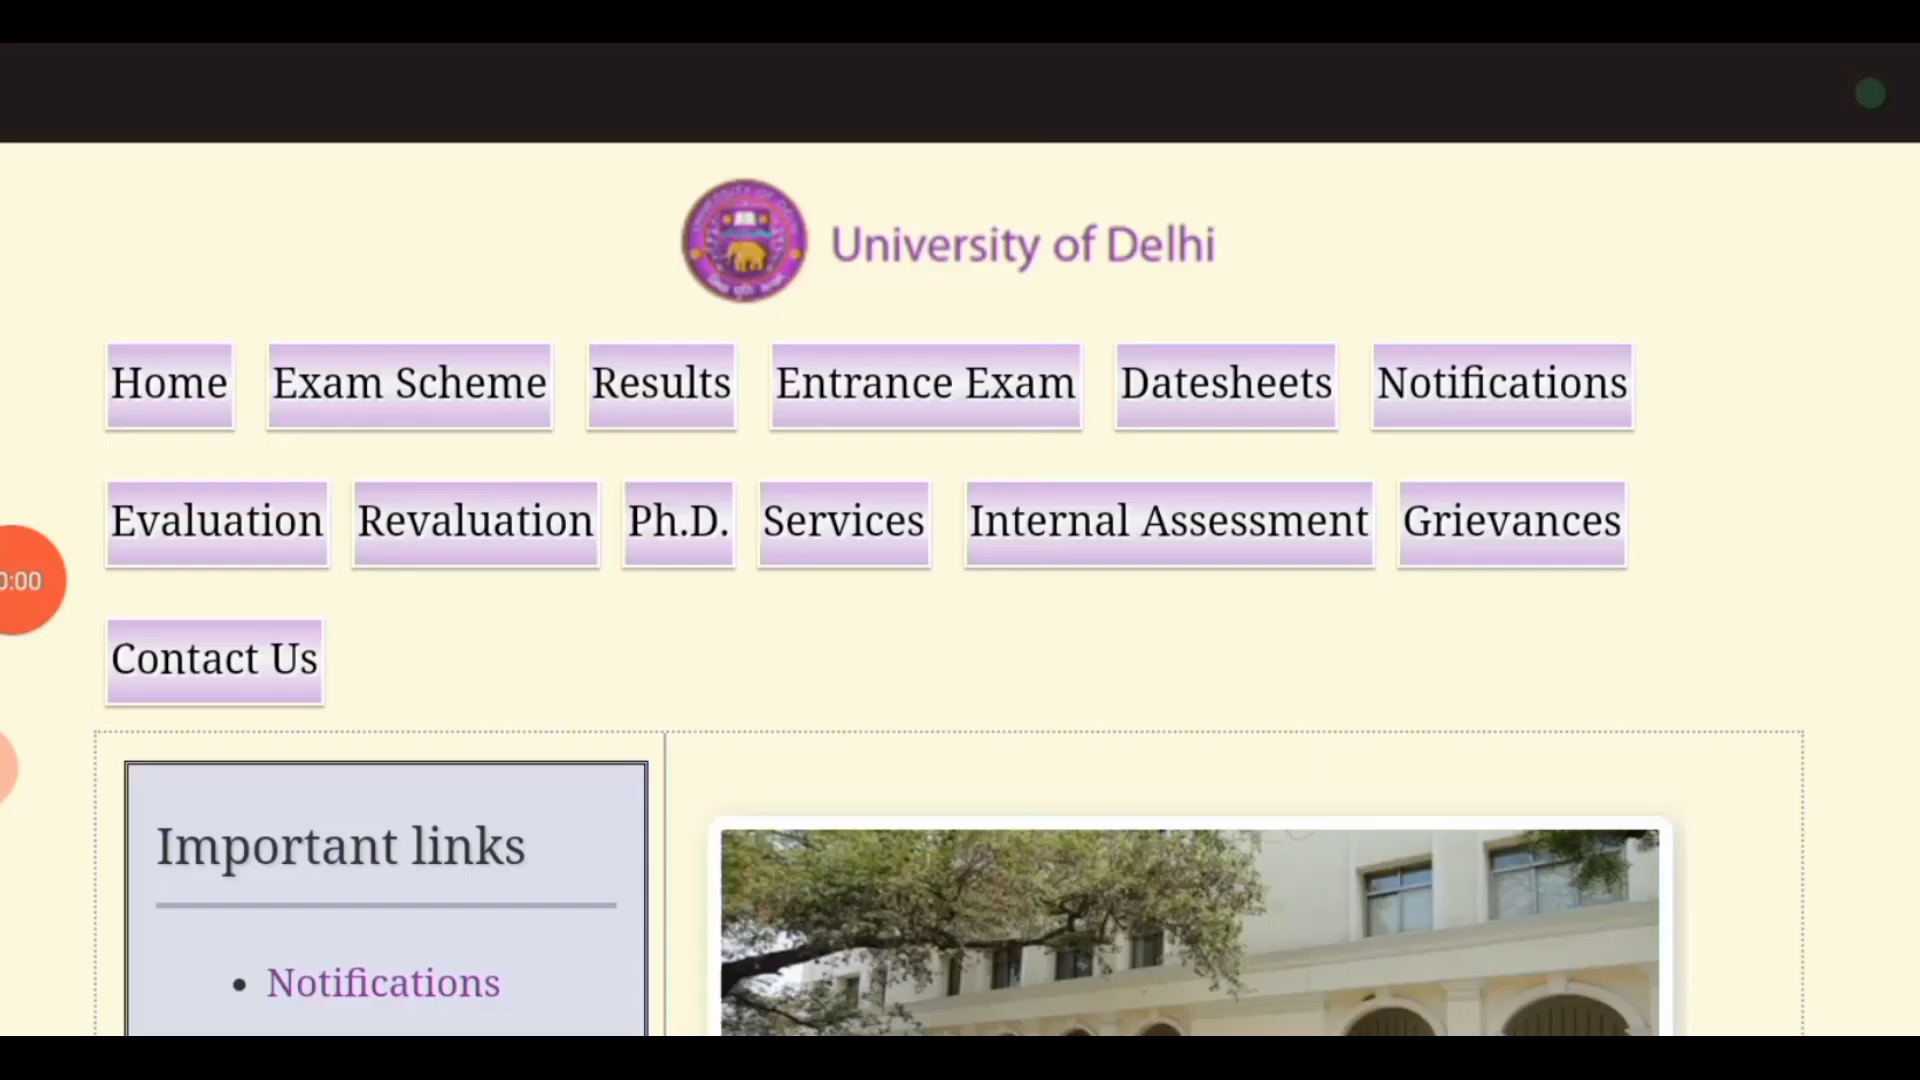 University of Delhi
Home Exam Scheme Results Entrance Exam Datesheets Notifications
Evaluation Revaluation Ph.D. Services Internal Assessment Grievances
Contact Us
0:00
Important links
• Notifications